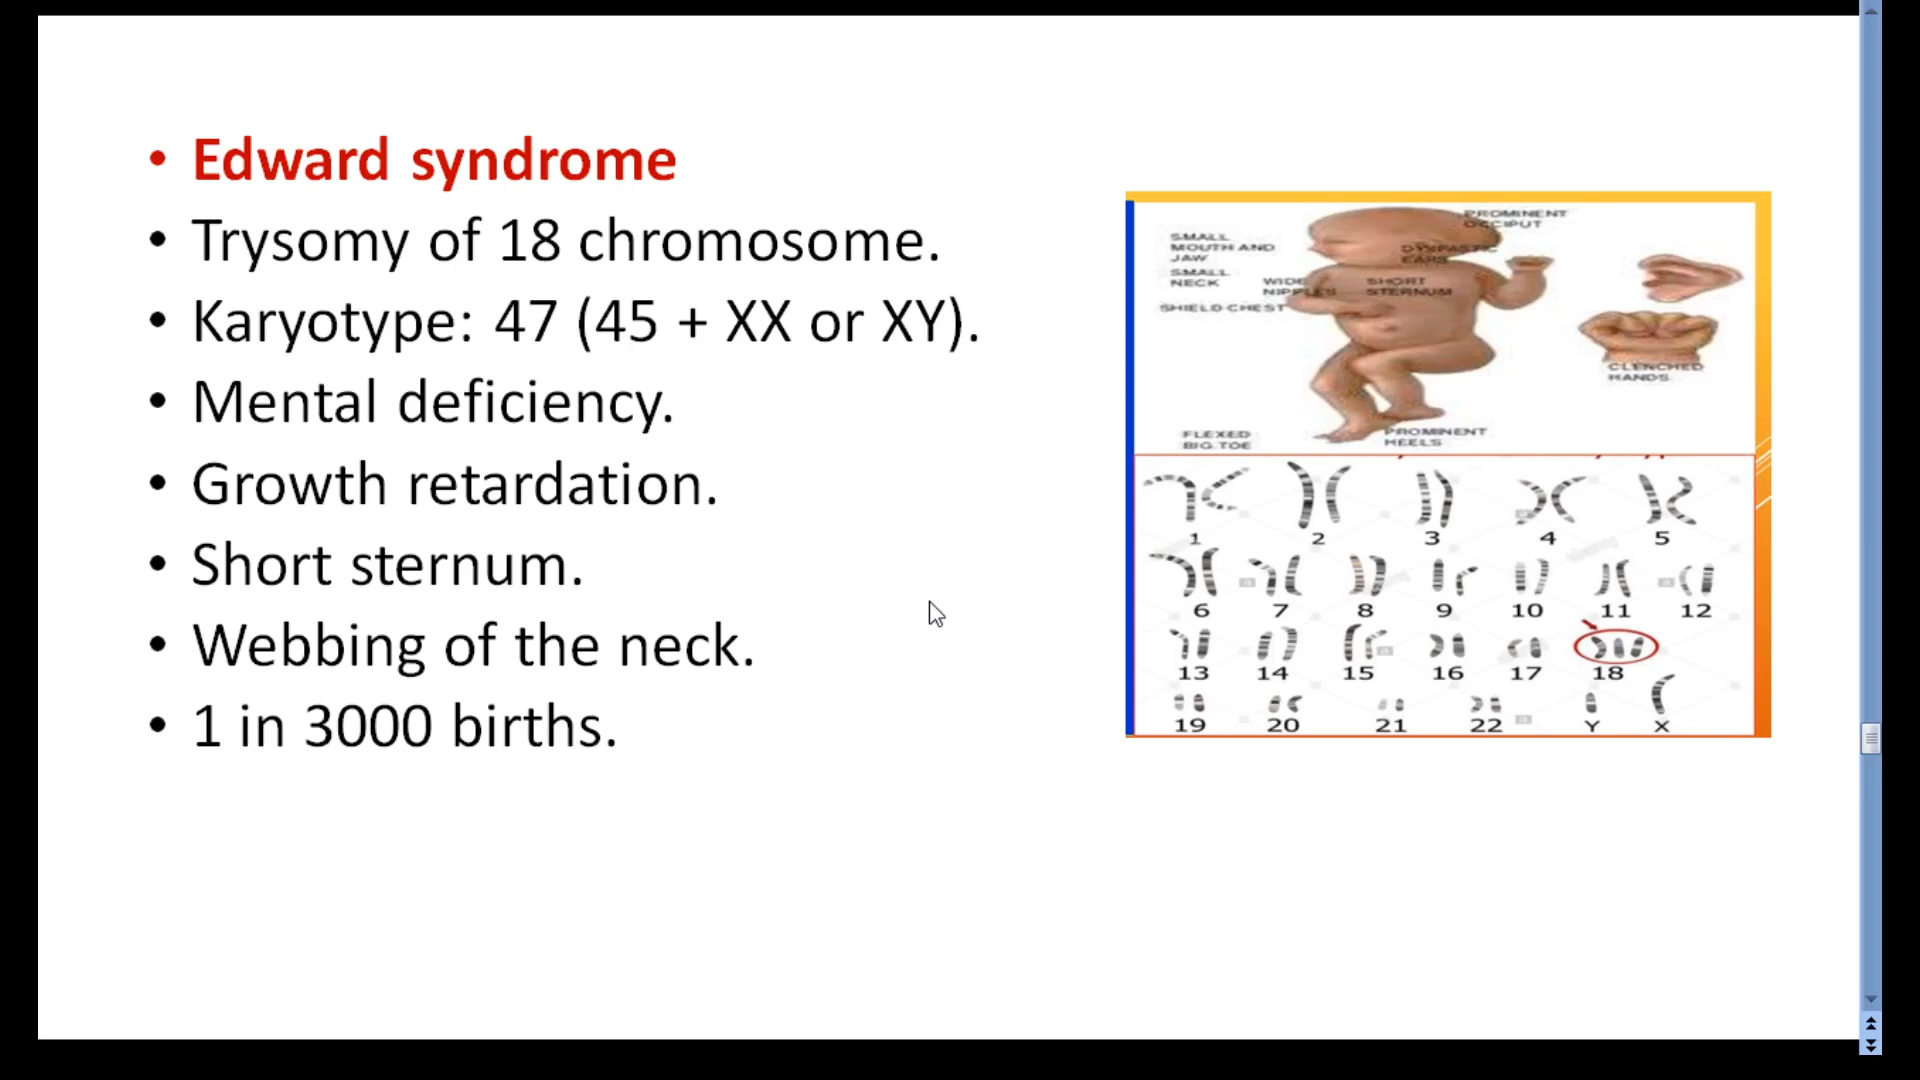 • Edward syndrome
• Trysomy of 18 chromosome.
• Karyotype: 47 (45 + XX or XY).
• Mental deficiency.
• Growth retardation.
• Short sternum.
• Webbing of the neck.
• 1 in 3000 births.
PROMINENT
OCCIPUT
SMALL
MOUTH AND
JAW
EARS
SMALL
NECK
WIDE
NIPPLES
SHORT
STERNUM
SHIELD CHEST
CLENCHED
HANDS
FLEXED
BIG TOE
PROMINENT
HEELS
1 2 3 4 5
6 7 8 9 10 11 12
13 14 15 16 17 18
19 20 21 22 Y X